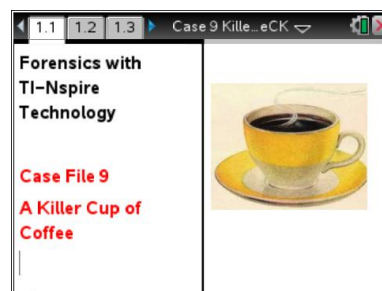 1.1 1.2 1.3 Case 9 Kille…eCK
Forensics with
TI-Nspire
Technology
Case File 9
A Killer Cup of
Coffee